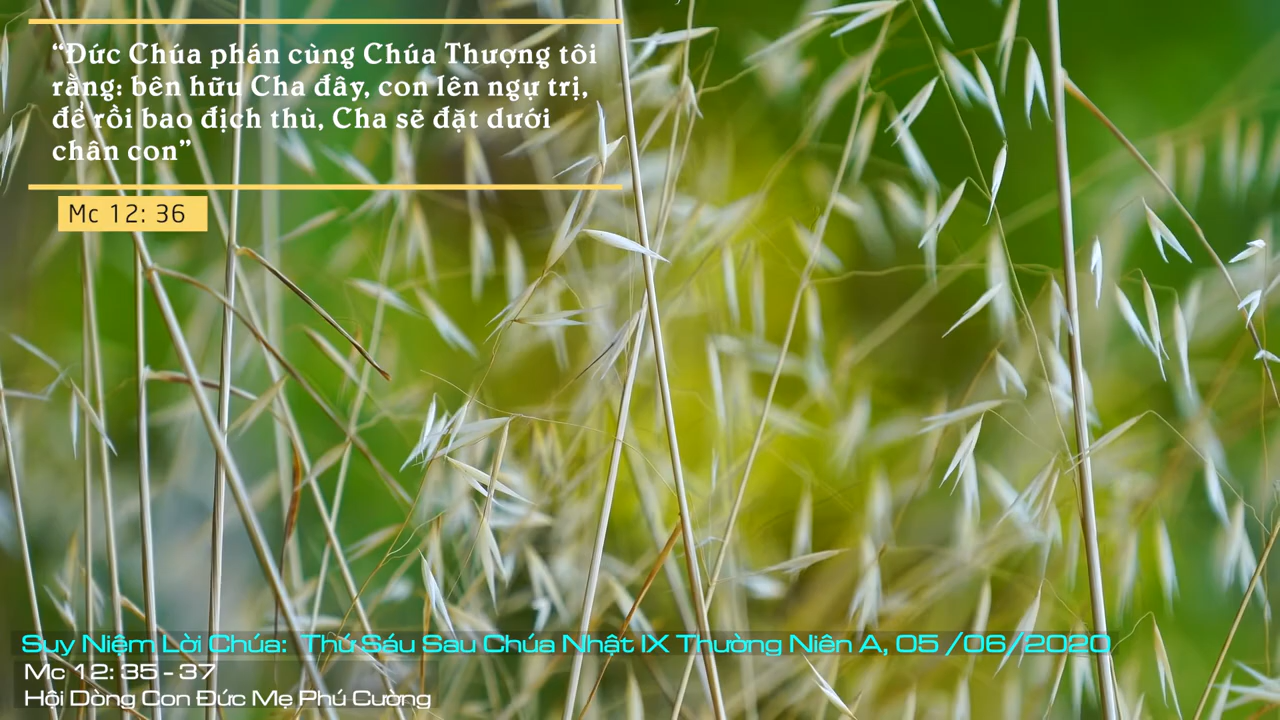 “Đức Chúa phán cùng Chúa Thượng tôi
rằng: bên hữu Cha đây, con lên ngự trị,
để rồi bao địch thù, Cha sẽ đặt dưới
chân con”
Mc 12: 36
Suy Niệm Lời Chúa: Thứ Sáu Sau Chúa Nhật IX Thường Niên A, 05 /06/2020
Mc 12: 35 - 37
Hội Dòng Con Đức Mẹ Phú Cường